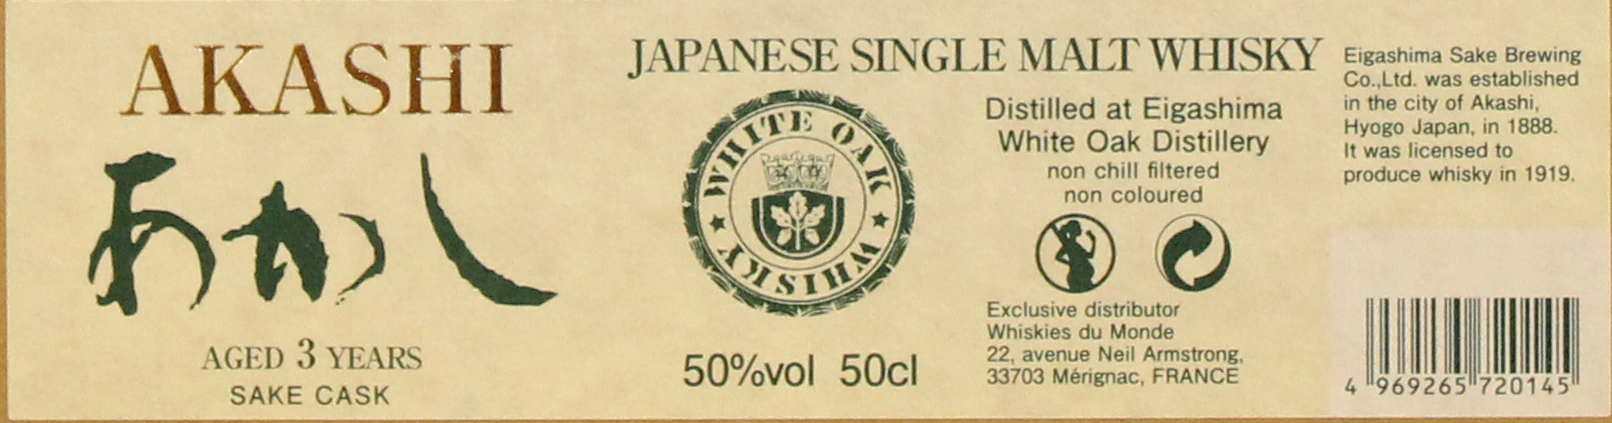 AKASHI
あかし
AGED 3 YEARS
SAKE CASK
JAPANESE SINGLE MALT WHISKY
WHITE OAK
WHISKY
50%vol 50cl
Distilled at Eigashima
White Oak Distillery
non chill filtered
non coloured
Exclusive distributor
Whiskies du Monde
22, avenue Neil Armstrong,
33703 Mérignac, FRANCE
Eigashima Sake Brewing
Co.,Ltd. was established
in the city of Akashi,
Hyogo Japan, in 1888.
It was licensed to
produce whisky in 1919.
4 969265 720145